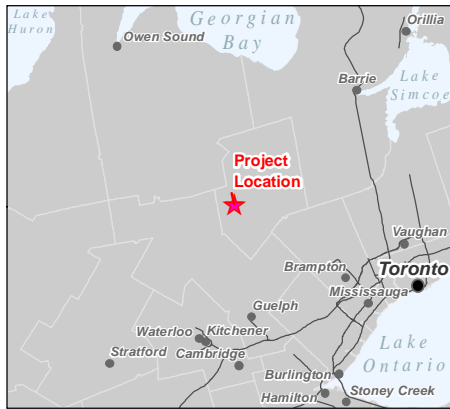 Lake
Huron
Georgian
Bay
Orillia
Owen Sound
Barrie
Lake
Simcoe
Project
Location
Vaughan
Brampton
Toronto
Mississauga
Guelph
Waterloo
Kitchener
Stratford
Cambridge
Lake
Ontario
Burlington
Hamilton
Stoney Creek